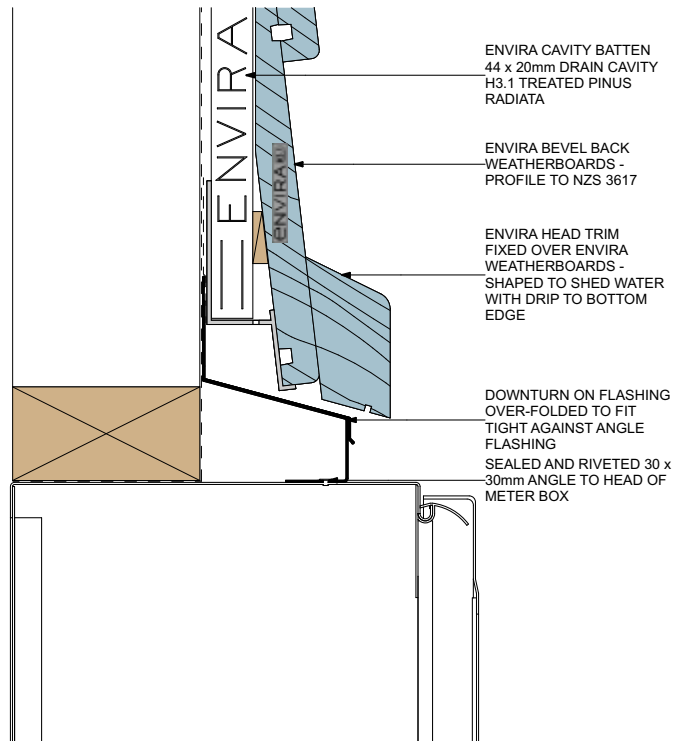 ENVIRA CAVITY BATTEN
44 x 20mm DRAIN CAVITY
H3.1 TREATED PINUS
RADIATA
ENVIRA BEVEL BACK
WEATHERBOARDS -
PROFILE TO NZS 3617
ENVIRA HEAD TRIM
FIXED OVER ENVIRA
WEATHERBOARDS -
SHAPED TO SHED WATER
WITH DRIP TO BOTTOM
EDGE
DOWNTURN ON FLASHING
OVER-FOLDED TO FIT
TIGHT AGAINST ANGLE
FLASHING
SEALED AND RIVETED 30 x
30mm ANGLE TO HEAD OF
METER BOX
ENVIRA
ENVIRA